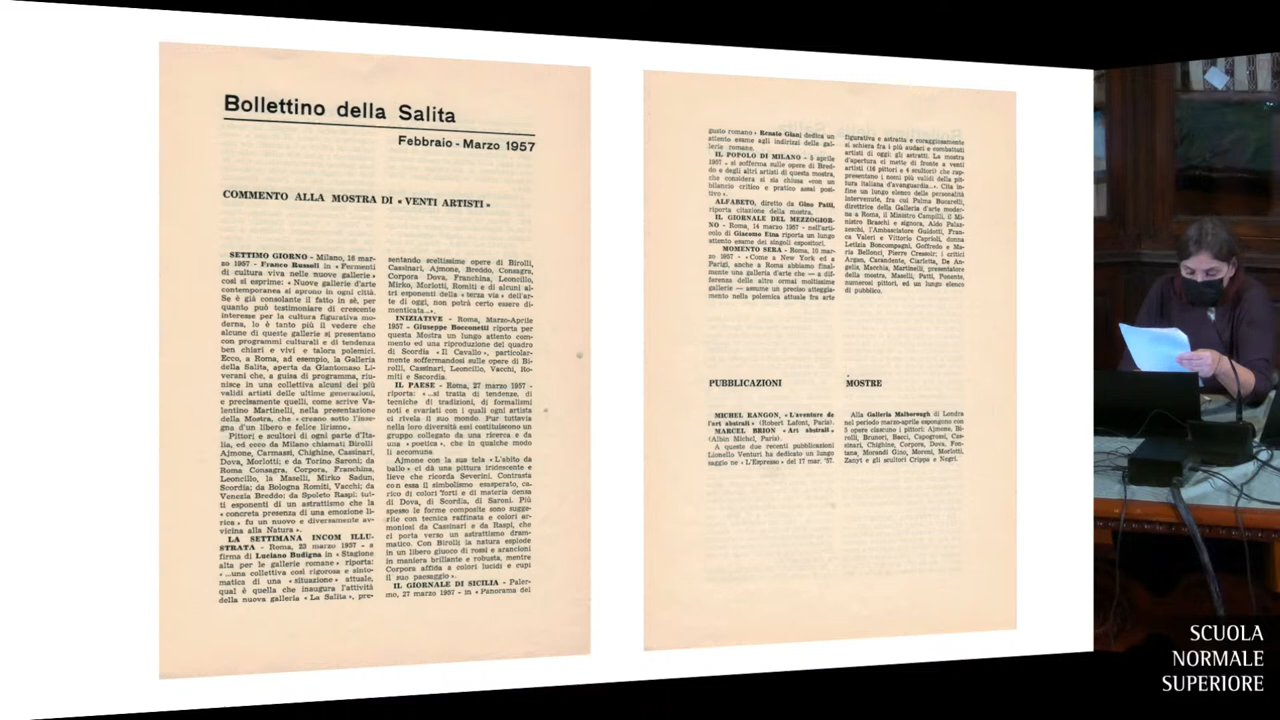 Bollettino della Salita
Febbraio - Marzo 1957
COMMENTO ALLA MOSTRA DI « VENTI ARTISTI »
SETTIMO GIORNO - Milano, 16 mar-
zo 1957 - Franco Russoli in « Fermenti
di cultura viva nelle nuove gallerie »
così si esprime: « Nuove gallerie d'arte
contemporanea si aprono in ogni città.
Se è già consolante il fatto in sè, per
quanto può testimoniare di crescente
interesse per la cultura figurativa mo-
derna, lo è tanto più il vedere che
alcune di queste gallerie si presentano
con programmi culturali e di tendenza
ben chiari e vivi e talora polemici.
Ecco, a Roma, ad esempio, la Galleria
della Salita, aperta da Giantomaso Li-
verani che, a guisa di programma, riu-
nisce in una collettiva alcuni dei più
validi artisti delle ultime generazioni,
e precisamente quelli, come scrive Va-
lentino Martinelli, nella presentazione
della Mostra, che « creano sotto l'inse-
gna d'un libero e felice lirismo ».
Pittori e scultori di ogni parte d'Ita-
lia, ed ecco da Milano chiamati Birolli
Ajmone, Carmassi, Chighine, Cassinari,
Dova, Morlotti; e da Torino Saroni; da
Roma Consagra, Corpora, Franchina,
Leoncillo, la Maselli, Mirko Sadun,
Scordia; da Bologna Romiti, Vacchi; da
Venezia Breddo; da Spoleto Raspi; tut-
ti esponenti di un astrattismo che la
« concreta presenza di una emozione li-
rica » fu un nuovo e diversamente av-
vicina alla Natura ».
LA SETTIMANA INCOM ILLU-
STRATA - Roma, 23 marzo 1957 - a
firma di Luciano Budigna in « Stagione
alta per le gallerie romane » riporta:
« ...una collettiva così rigorosa e sinto-
matica di una « situazione » attuale,
qual è quella che inaugura l'attività
della nuova galleria « La Salita », pre-
sentando sceltissime opere di Birolli,
Cassinari, Ajmone, Breddo, Consagra,
Corpora Dova, Franchina, Leoncillo,
Mirko, Morlotti, Romiti e di alcuni al-
tri esponenti della « terza via » dell'ar-
te di oggi, non potrà certo essere di-
menticata...».
INIZIATIVE - Roma, Marzo-Aprile
1957 - Giuseppe Bocconetti riporta per
questa Mostra un lungo attento com-
mento ed una riproduzione del quadro
di Scordia « Il Cavallo », particolar-
mente soffermandosi sulle opere di Bi-
rolli, Cassinari, Leoncillo, Vacchi, Ro-
miti e Sscordia.
IL PAESE - Roma, 27 marzo 1957 -
riporta: « ...si tratta di tendenze, di
tecniche di tradizioni, di formalismi
noti e svariati con i quali ogni artista
ci rivela il suo mondo. Pur tuttavia
nella loro diversità essi costituiscono un
gruppo collegato da una ricerca e da
una « poetica », che in qualche modo
li accomuna
Ajmone con la sua tela « L'abito da
ballo » ci dà una pittura iridescente e
lieve che ricorda Severini. Contrasta
con essa il simbolismo esasperato, ca-
rico di colori forti e di materia densa
di Dova, di Scordia, di Saroni. Più
spesso le forme composite sono sugge-
rite con tecnica raffinata e colori ar-
moniosi da Cassinari e da Raspi, che
ci porta verso un astrattismo dram-
matico. Con Birolli la natura esplode
in un libero giuoco di rossi e arancioni
in maniera brillante e robusta, mentre
Corpora affida a colori lucidi e cupi
il suo paesaggio ».
IL GIORNALE DI SICILIA - Paler-
mo, 27 marzo 1957 - in « Panorama del
gusto romano » Renato Giani dedica un
attento esame agli indirizzi delle gal-
lerie romane.
IL POPOLO DI MILANO - 5 aprile
1957 - si sofferma sulle opere di Bred-
do e degli altri artisti di questa mostra,
che considera si sia chiusa «con un
bilancio critico e pratico assai posi-
tivo ».
ALFABETO, diretto da Gino Patti,
riporta citazione della mostra.
IL GIORNALE DEL MEZZOGIOR-
NO - Roma, 14 marzo 1957 - nell'arti-
colo di Giacomo Etna riporta un lungo
attento esame dei singoli espositori.
MOMENTO SERA - Roma, 10 mar-
zo 1957 - « Come a New York ed a
Parigi, anche a Roma abbiamo final-
mente una galleria d'arte che — a dif-
ferenza delle altre ormai moltissime
gallerie — assume un preciso atteggia-
mento nella polemica attuale fra arte
figurativa e astratta e coraggiosamente
si schiera fra i più audaci e combattuti
artisti di oggi: gli astratti. La mostra
d'apertura ci mette di fronte a venti
artisti (16 pittori e 4 scultori) che rap-
presentano i nomi più validi della pit-
tura italiana d'avanguardia». Cita in-
fine un lungo elenco delle personalità
intervenute, fra cui Palma Bucarelli,
direttrice della Galleria d'arte moder-
na a Roma, il Ministro Campilli, il Mi-
nistro Braschi e signora, Aldo Palaz-
zeschi, l'Ambasciatore Guidotti, Fran-
ca Valeri e Vittorio Caprioli, donna
Letizia Boncompagni, Goffredo e Ma-
ria Bellonci, Pierre Cressoir; i critici
Argan, Carandente, Ciarletta, De An-
gelis, Macchia, Martinelli, presentatore
della mostra, Maselli, Patti, Ponente,
numerosi pittori, ed un lungo elenco
di pubblico.
PUBBLICAZIONI
MICHEL RANGON, « L'aventure de
l'art abstrait » (Robert Lafont, Paris).
MARCEL BRION « Art abstrait »
(Albin Michel, Paris).
A queste due recenti pubblicazioni
Lionello Venturi ha dedicato un lungo
saggio ne « L'Espresso » del 17 mar. '57.
MOSTRE
Alla Galleria Malborough di Londra
nel periodo marzo-aprile espongono con
5 opere ciascuno i pittori: Ajmone, Bi-
rolli, Brunori, Bacci, Capogrossi, Cas-
sinari, Chighine, Corpora, Dova, Fon-
tana, Morandi Gino, Moreni, Morlotti,
Zanyt e gli scultori Crippa e Negri.
SCUOLA
NORMALE
SUPERIORE